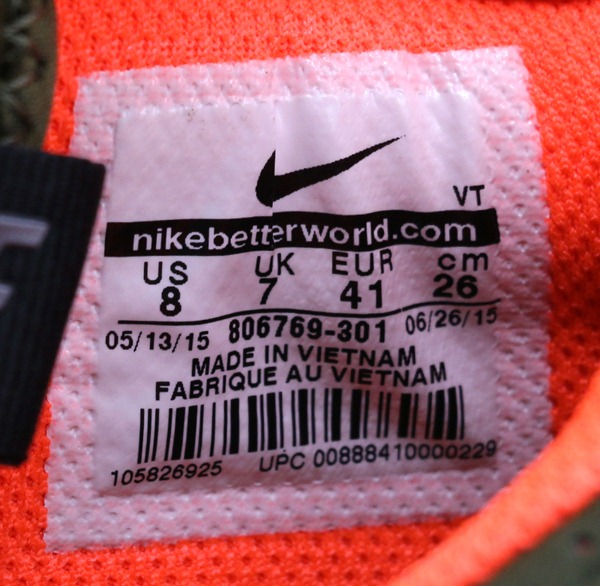 VT
nikebetterworld.com
US UK EUR cm
8 7 41 26
05/13/15 806769-301 06/26/15
MADE IN VIETNAM
FABRIQUE AU VIETNAM
105826925 UPC 00888410000229